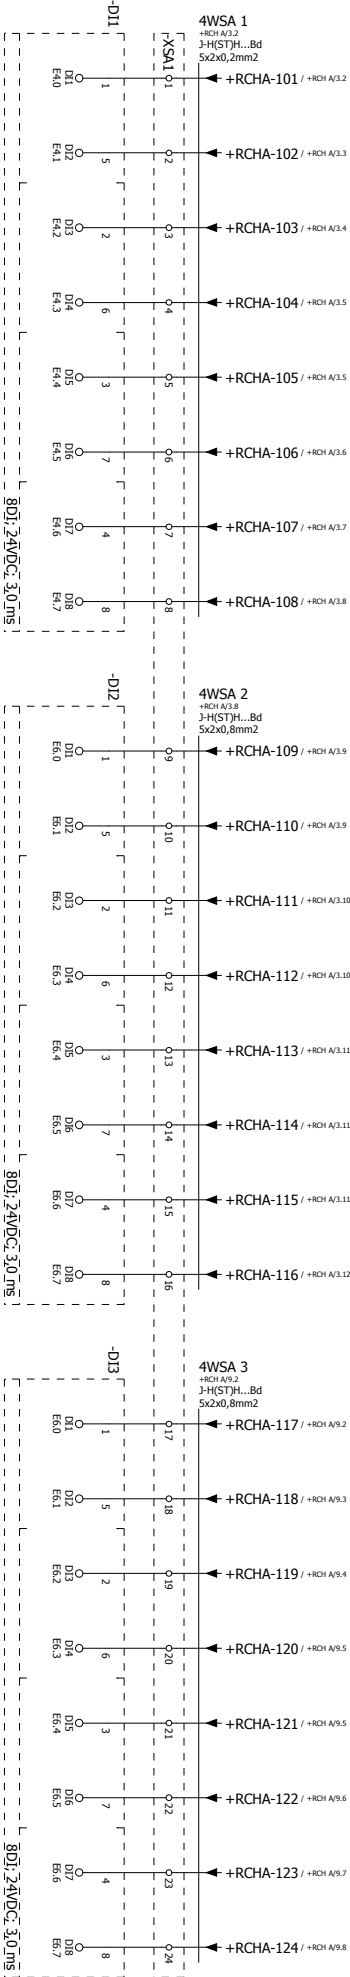 -DI1
-XSA1
4WSA 1
+RCH A/3.2
J-H(ST)H...Bd
5x2x0,2mm2
E4.0 DI1 1 1 +RCHA-101 / +RCH A/3.2
E4.1 DI2 5 2 +RCHA-102 / +RCH A/3.3
E4.2 DI3 2 3 +RCHA-103 / +RCH A/3.4
E4.3 DI4 6 4 +RCHA-104 / +RCH A/3.5
E4.4 DI5 3 5 +RCHA-105 / +RCH A/3.5
E4.5 DI6 7 6 +RCHA-106 / +RCH A/3.6
E4.6 DI7 4 7 +RCHA-107 / +RCH A/3.7
E4.7 DI8 8 8 +RCHA-108 / +RCH A/3.8
8DI; 24VDC; 3,0 ms
-DI2
4WSA 2
+RCH A/3.8
J-H(ST)H...Bd
5x2x0,8mm2
E6.0 DI1 1 9 +RCHA-109 / +RCH A/3.9
E6.1 DI2 5 10 +RCHA-110 / +RCH A/3.9
E6.2 DI3 2 11 +RCHA-111 / +RCH A/3.10
E6.3 DI4 6 12 +RCHA-112 / +RCH A/3.10
E6.4 DI5 3 13 +RCHA-113 / +RCH A/3.11
E6.5 DI6 7 14 +RCHA-114 / +RCH A/3.11
E6.6 DI7 4 15 +RCHA-115 / +RCH A/3.11
E6.7 DI8 8 16 +RCHA-116 / +RCH A/3.12
8DI; 24VDC; 3,0 ms
-DI3
4WSA 3
+RCH A/9.2
J-H(ST)H...Bd
5x2x0,8mm2
E6.0 DI1 1 17 +RCHA-117 / +RCH A/9.2
E6.1 DI2 5 18 +RCHA-118 / +RCH A/9.3
E6.2 DI3 2 19 +RCHA-119 / +RCH A/9.4
E6.3 DI4 6 20 +RCHA-120 / +RCH A/9.5
E6.4 DI5 3 21 +RCHA-121 / +RCH A/9.5
E6.5 DI6 7 22 +RCHA-122 / +RCH A/9.6
E6.6 DI7 4 23 +RCHA-123 / +RCH A/9.7
E6.7 DI8 8 24 +RCHA-124 / +RCH A/9.8
8DI; 24VDC; 3,0 ms